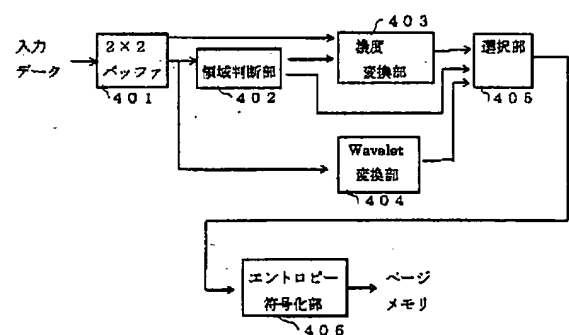 入力
データ
2×2
バッファ
401
領域判断部
402
403
濃度
変換部
選択部
405
Wavelet
変換部
404
エントロピー
符号化部
406
ページ
メモリ